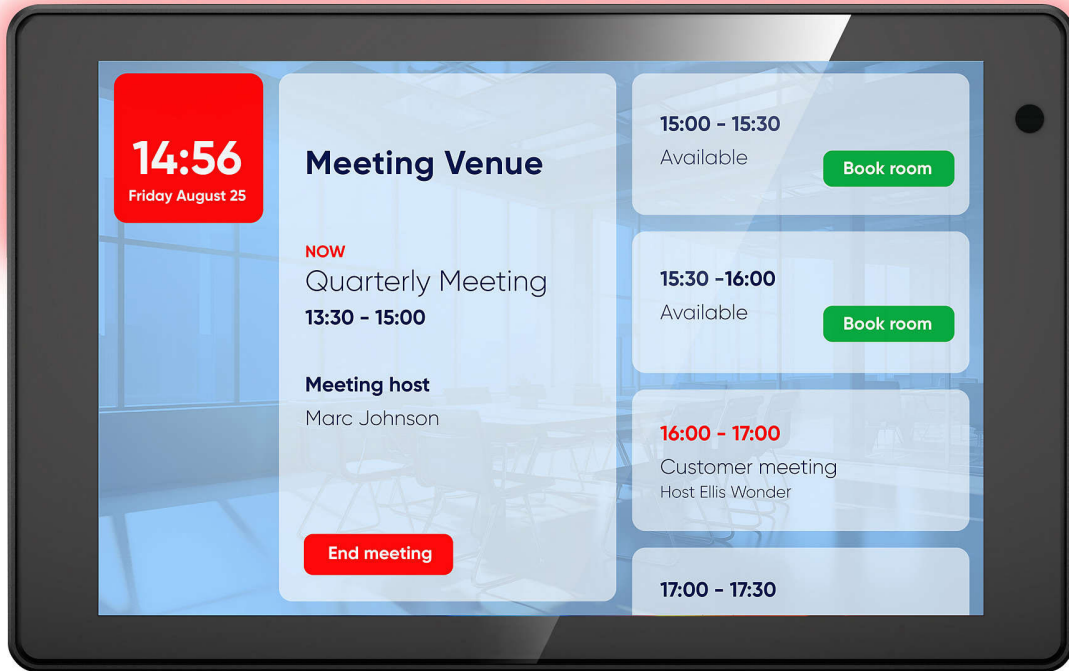 14:56
Friday August 25
Meeting Venue
NOW
Quarterly Meeting
13:30 - 15:00
Meeting host
Marc Johnson
End meeting
15:00 - 15:30
Available
Book room
15:30 -16:00
Available
Book room
16:00 - 17:00
Customer meeting
Host Ellis Wonder
17:00 - 17:30